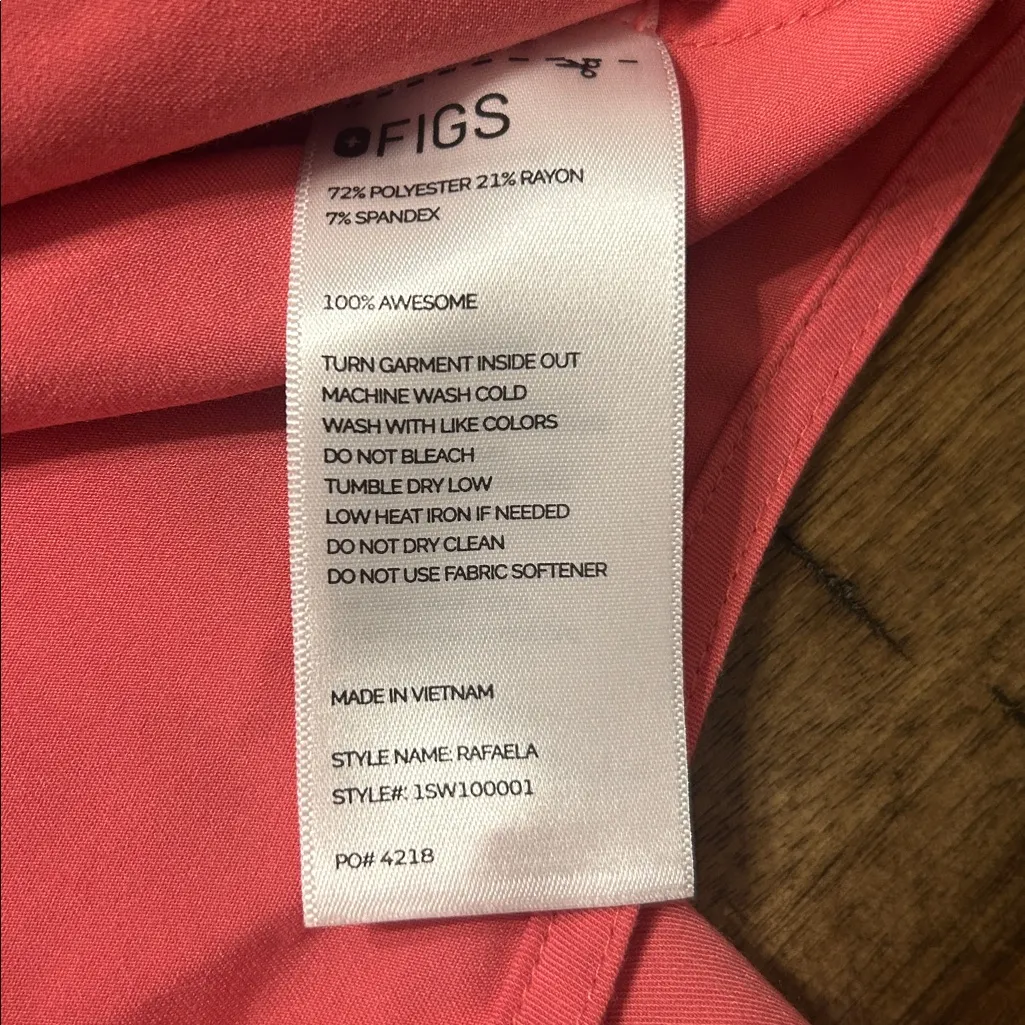 FIGS
72% POLYESTER 21% RAYON
7% SPANDEX
100% AWESOME
TURN GARMENT INSIDE OUT
MACHINE WASH COLD
WASH WITH LIKE COLORS
DO NOT BLEACH
TUMBLE DRY LOW
LOW HEAT IRON IF NEEDED
DO NOT DRY CLEAN
DO NOT USE FABRIC SOFTENER
MADE IN VIETNAM
STYLE NAME: RAFAELA
STYLE#: 1SW100001
PO# 4218